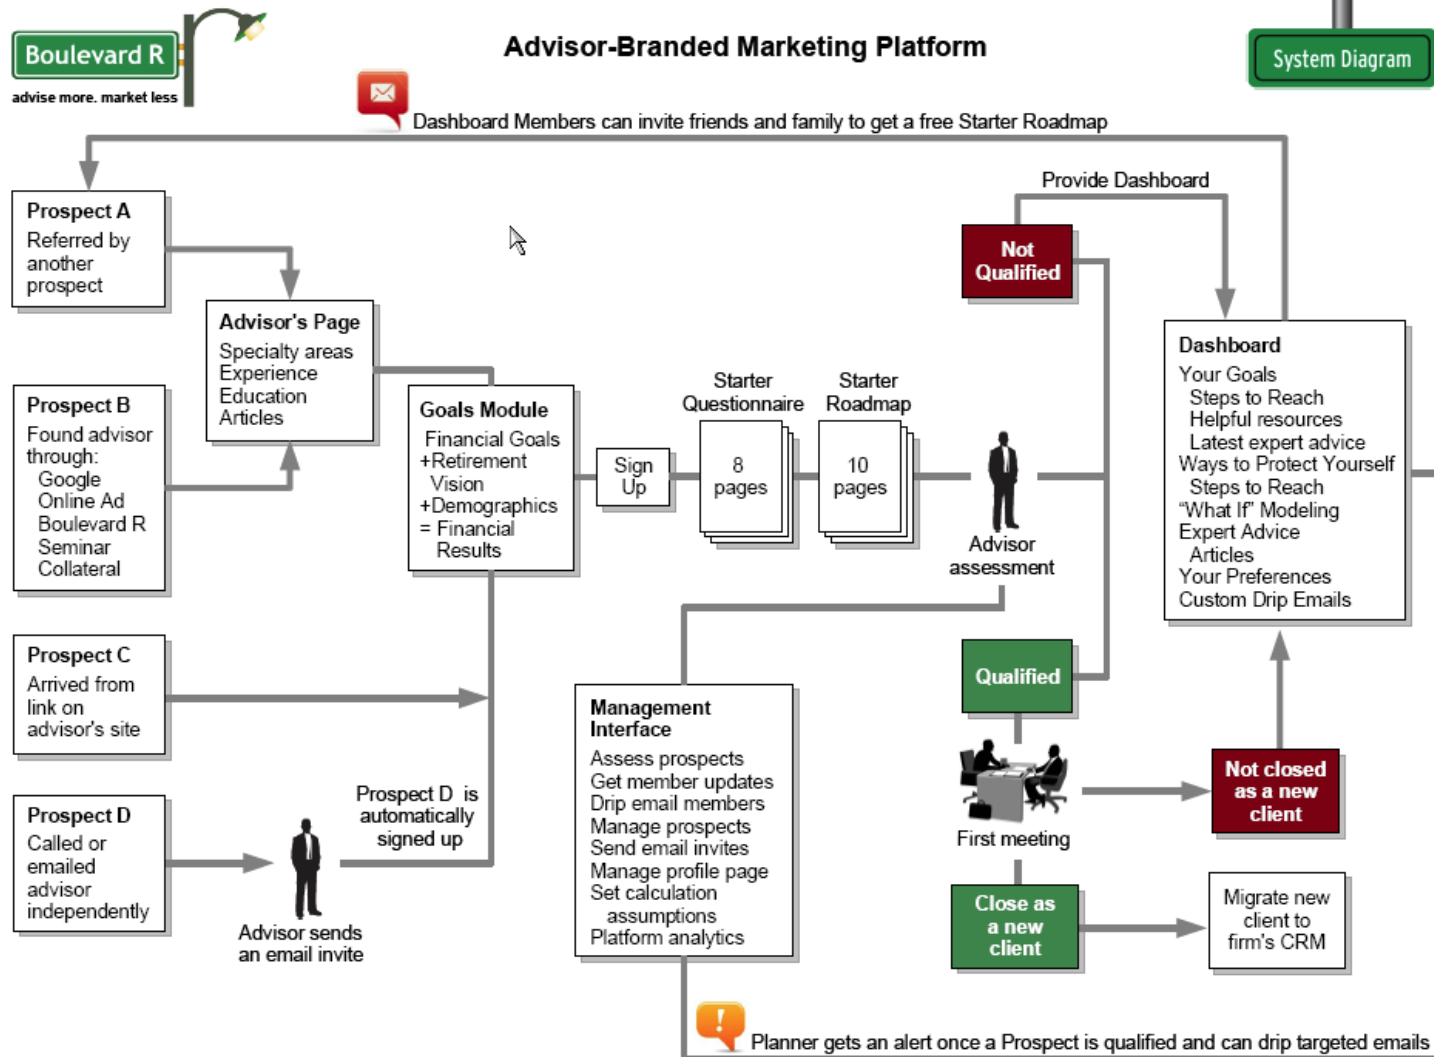 Boulevard R
advise more. market less
Advisor-Branded Marketing Platform
System Diagram
Dashboard Members can invite friends and family to get a free Starter Roadmap
Prospect A
Referred by
another
prospect
Advisor's Page
Specialty areas
Experience
Education
Articles
Prospect B
Found advisor
through:
Google
Online Ad
Boulevard R
Seminar
Collateral
Goals Module
Financial Goals
+Retirement
Vision
+Demographics
= Financial
Results
Sign
Up
Starter
Questionnaire
8
pages
Starter
Roadmap
10
pages
Advisor
assessment
Provide Dashboard
Not
Qualified
Dashboard
Your Goals
Steps to Reach
Helpful resources
Latest expert advice
Ways to Protect Yourself
Steps to Reach
“What If” Modeling
Expert Advice
Articles
Your Preferences
Custom Drip Emails
Prospect C
Arrived from
link on
advisor's site
Prospect D
Called or
emailed
advisor
independently
Advisor sends
an email invite
Prospect D is
automatically
signed up
Management
Interface
Assess prospects
Get member updates
Drip email members
Manage prospects
Send email invites
Manage profile page
Set calculation
assumptions
Platform analytics
Qualified
First meeting
Not closed
as a new
client
Close as
a new
client
Migrate new
client to
firm's CRM
!
Planner gets an alert once a Prospect is qualified and can drip targeted emails